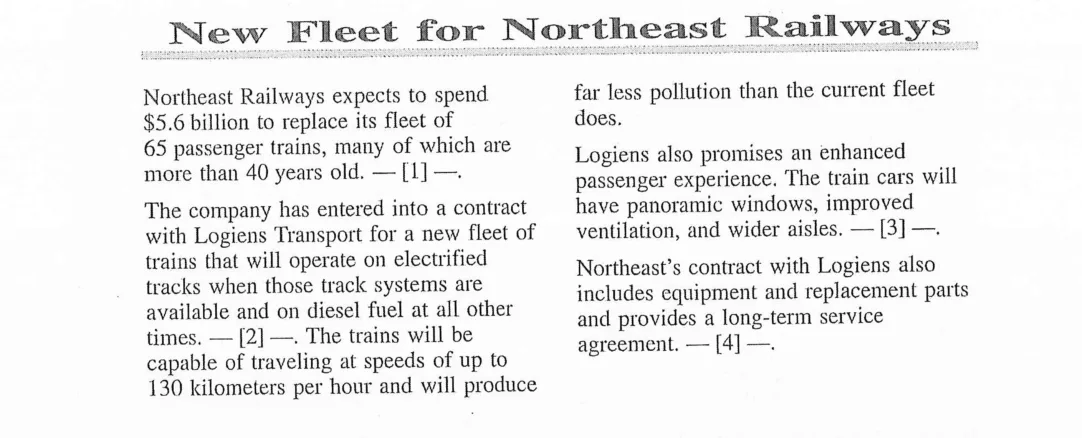 New Fleet for Northeast Railways
Northeast Railways expects to spend
$5.6 billion to replace its fleet of
65 passenger trains, many of which are
more than 40 years old. — [1] —.
The company has entered into a contract
with Logiens Transport for a new fleet of
trains that will operate on electrified
tracks when those track systems are
available and on diesel fuel at all other
times. — [2] —. The trains will be
capable of traveling at speeds of up to
130 kilometers per hour and will produce
far less pollution than the current fleet
does.
Logiens also promises an enhanced
passenger experience. The train cars will
have panoramic windows, improved
ventilation, and wider aisles. — [3] —.
Northeast's contract with Logiens also
includes equipment and replacement parts
and provides a long-term service
agreement. — [4] —.